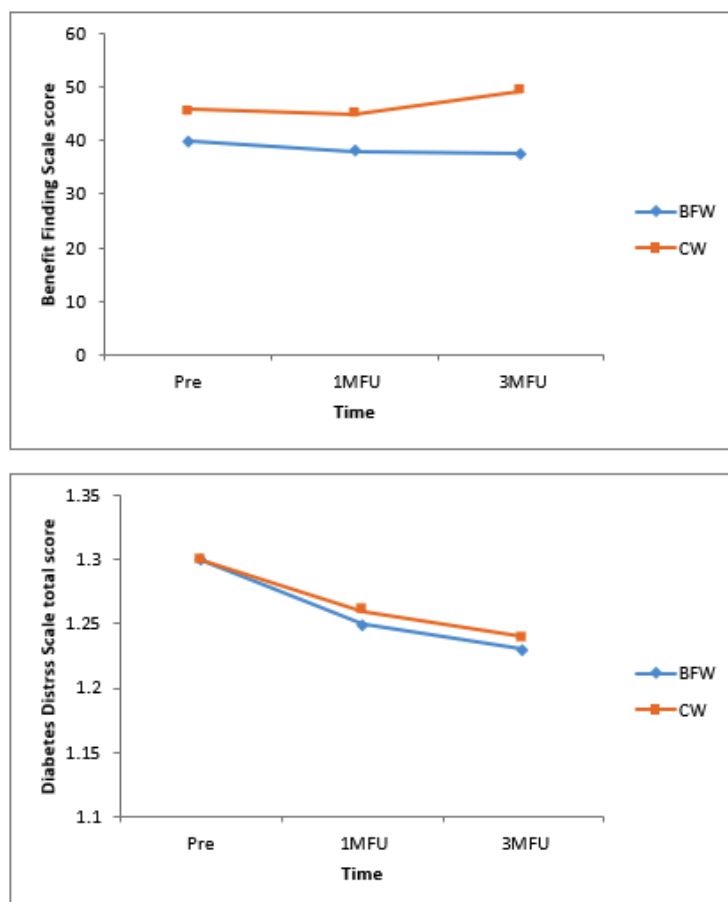 60
50
40
30
20
10
0
Benefit Finding Scale score
Pre 1MFU 3MFU
Time
BFW
CW
1.35
1.3
1.25
1.2
1.15
1.1
Diabetes Distrss Scale total score
Pre 1MFU 3MFU
Time
BFW
CW